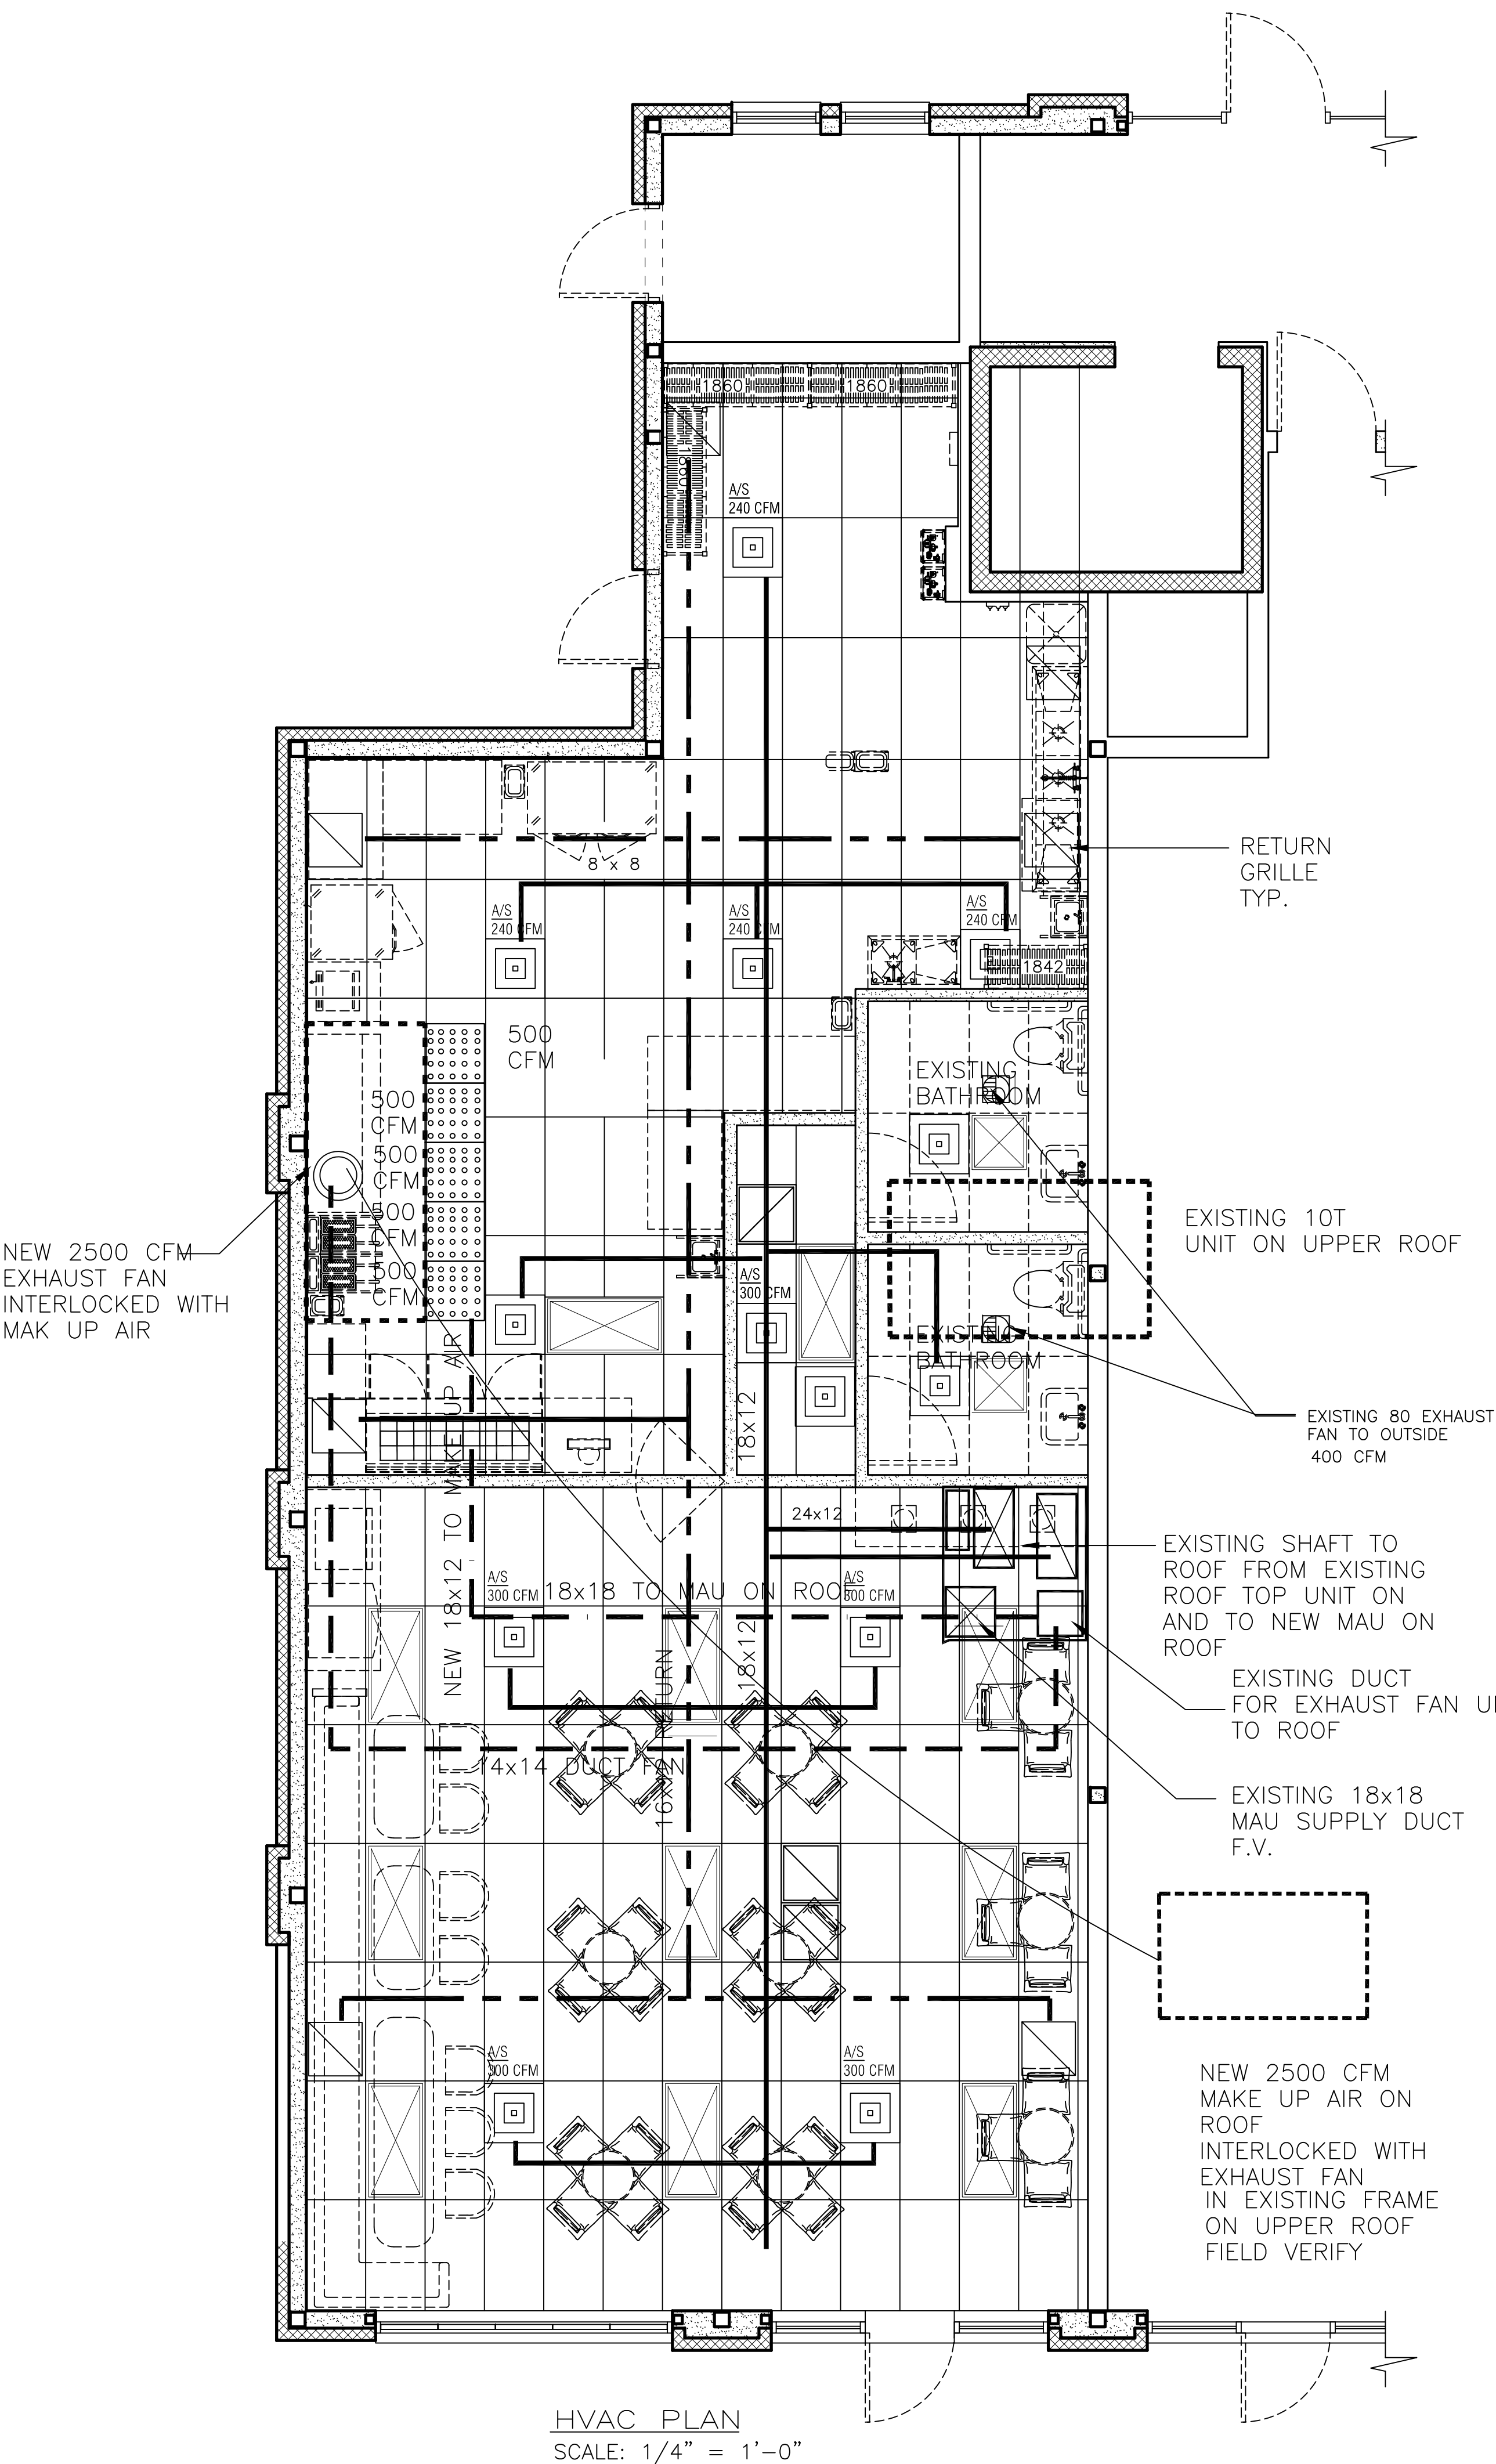 1860
1860
1860
A/S
240 CFM
RETURN
GRILLE
TYP.
8 x 8
A/S
240 CFM
A/S
240 CFM
A/S
240 CFM
1842
500
CFM
500
CFM
500
CFM
500
CFM
500
CFM
EXISTING
BATHROOM
EXISTING 10T
UNIT ON UPPER ROOF
NEW 2500 CFM
EXHAUST FAN
INTERLOCKED WITH
MAK UP AIR
A/S
300 CFM
EXISTING
BATHROOM
18x12
EXISTING 80 EXHAUST
FAN TO OUTSIDE
400 CFM
NEW 18x12 TO MAKE UP AIR
24x12
EXISTING SHAFT TO
ROOF FROM EXISTING
ROOF TOP UNIT ON
AND TO NEW MAU ON
ROOF
A/S
300 CFM
18x18 TO MAU ON ROOF
A/S
300 CFM
18x12
RETURN
EXISTING DUCT
FOR EXHAUST FAN
TO ROOF
14x14 DUCT FAN
EXISTING 18x18
MAU SUPPLY DUCT
F.V.
A/S
300 CFM
A/S
300 CFM
NEW 2500 CFM
MAKE UP AIR ON
ROOF
INTERLOCKED WITH
EXHAUST FAN
IN EXISTING FRAME
ON UPPER ROOF
FIELD VERIFY
HVAC PLAN
SCALE: 1/4" = 1'-0"